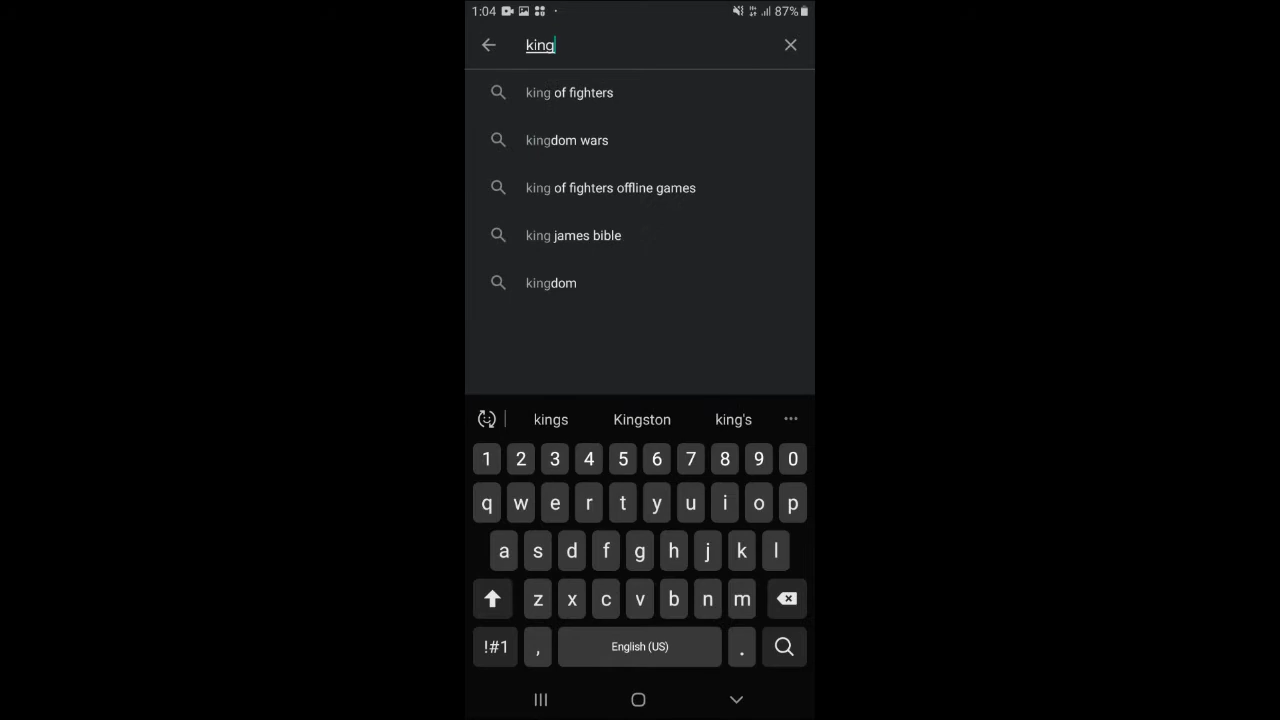 1:04 87%
king
king of fighters
kingdom wars
king of fighters offline games
king james bible
kingdom
kings Kingston king's
1 2 3 4 5 6 7 8 9 0
q w e r t y u i o p
a s d f g h j k l
z x c v b n m
!#1 , English (US) .